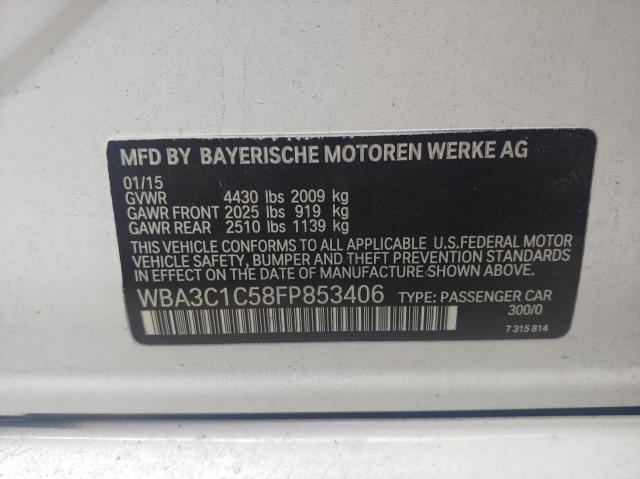 MFD BY BAYERISCHE MOTOREN WERKE AG
01/15
GVWR 4430 lbs 2009 kg
GAWR FRONT 2025 lbs 919 kg
GAWR REAR 2510 lbs 1139 kg
THIS VEHICLE CONFORMS TO ALL APPLICABLE U.S.FEDERAL MOTOR
VEHICLE SAFETY, BUMPER AND THEFT PREVENTION STANDARDS
IN EFFECT ON THE DATE OF MANUFACTURE SHOWN ABOVE.
WBA3C1C58FP853406 TYPE: PASSENGER CAR
300/0
7 315 814